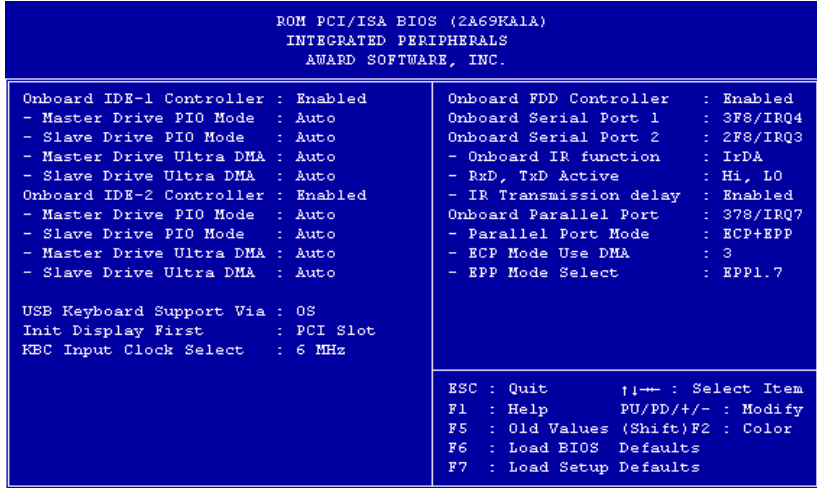 ROM PCI/ISA BIOS (2A69KA1A)
INTEGRATED PERIPHERALS
AWARD SOFTWARE, INC.
Onboard IDE-1 Controller : Enabled
- Master Drive PIO Mode : Auto
- Slave Drive PIO Mode : Auto
- Master Drive Ultra DMA : Auto
- Slave Drive Ultra DMA : Auto
Onboard IDE-2 Controller : Enabled
- Master Drive PIO Mode : Auto
- Slave Drive PIO Mode : Auto
- Master Drive Ultra DMA : Auto
- Slave Drive Ultra DMA : Auto
USB Keyboard Support Via : OS
Init Display First : PCI Slot
KBC Input Clock Select : 6 MHz
Onboard FDD Controller : Enabled
Onboard Serial Port 1 : 3F8/IRQ4
Onboard Serial Port 2 : 2F8/IRQ3
- Onboard IR function : IrDA
- RxD, TxD Active : Hi, LO
- IR Transmission delay : Enabled
Onboard Parallel Port : 378/IRQ7
- Parallel Port Mode : ECP+EPP
- ECP Mode Use DMA : 3
- EPP Mode Select : EPP1.7
ESC : Quit ↑↓→← : Select Item
F1 : Help PU/PD/+/- : Modify
F5 : Old Values (Shift)F2 : Color
F6 : Load BIOS Defaults
F7 : Load Setup Defaults